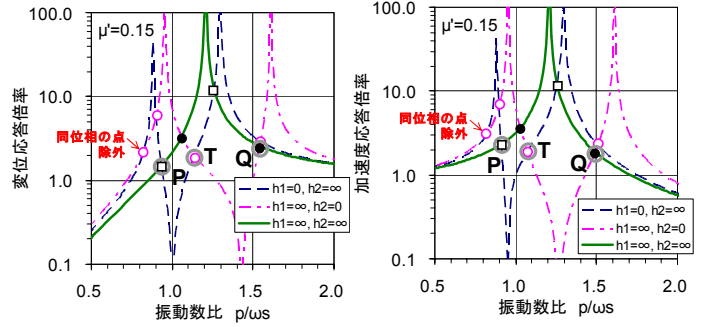 μ'=0.15
変位応答倍率
100.0
10.0
1.0
0.1
同位相の点
除外
P
T
Q
h1=0, h2=∞
h1=∞, h2=0
h1=∞, h2=∞
0.5
1.0
1.5
2.0
振動数比 p/ωs
μ'=0.15
加速度応答倍率
100.0
10.0
1.0
0.1
同位相の点
除外
P
T
Q
h1=0, h2=∞
h1=∞, h2=0
h1=∞, h2=∞
0.5
1.0
1.5
2.0
振動数比 p/ωs